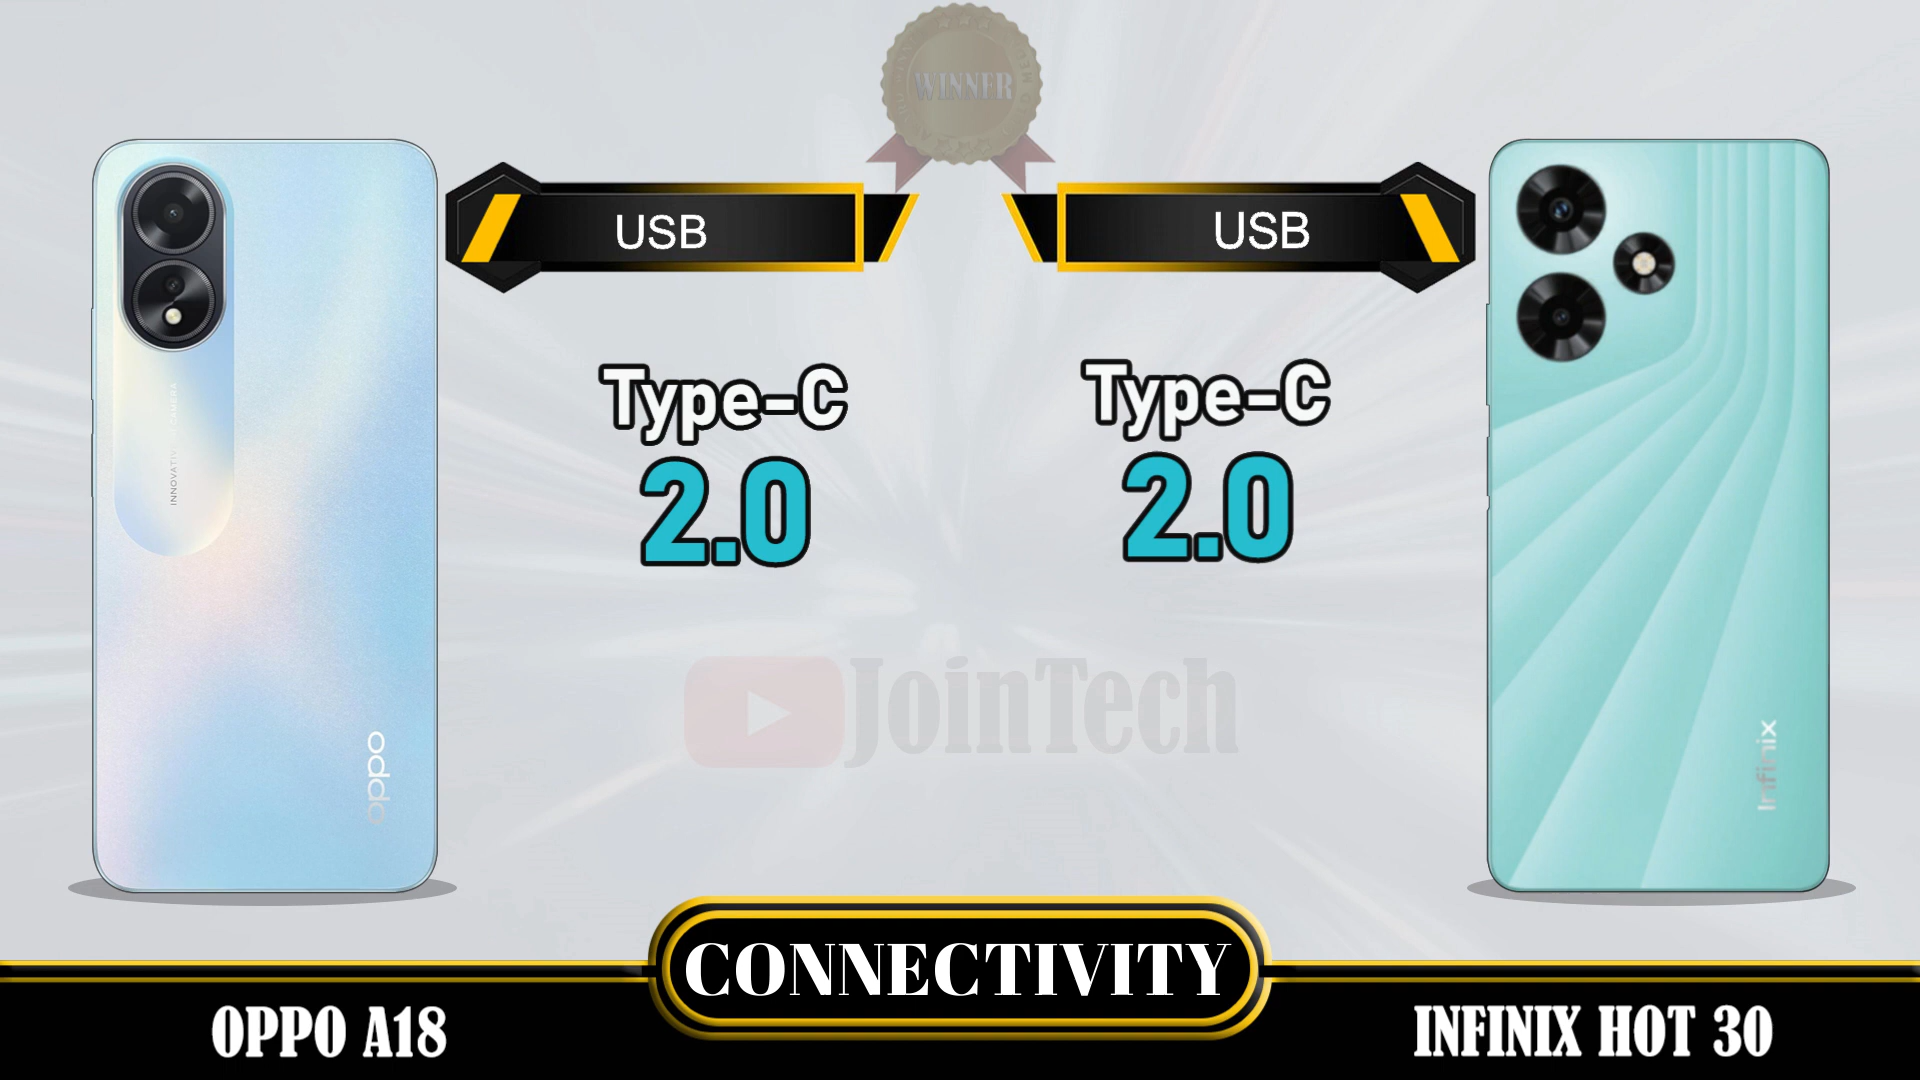 WINNER
USB
USB
Type-C
2.0
Type-C
2.0
JoinTech
oppo
Infinix
CONNECTIVITY
OPPO A18
INFINIX HOT 30